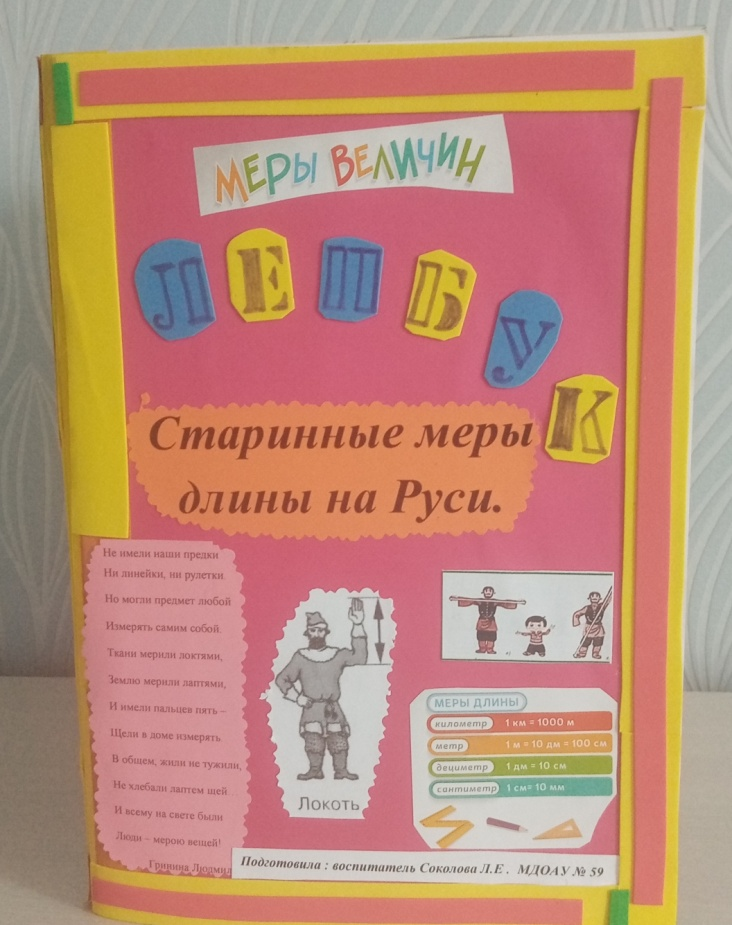 МЕРЫ ВЕЛИЧИН
ЛЕПБУК
Старинные меры
длины на Руси.
Не имели наши предки
Ни линейки, ни рулетки
Но могли предмет любой
Измерять самим собой:
Ткани мерили локтями,
Землю мерили лаптями,
И имели пальцев пять –
Щели в доме измерять
В общем, жили не тужили,
Не хлебали лаптем щей
И всему на свете были
Люди – мерою вещей!
Гринина
Локоть
МЕРЫ ДЛИНЫ
километр 1 км = 1000 м
метр 1 м = 10 дм = 100 см
дециметр 1 дм = 10 см
сантиметр 1 см= 10 мм
Подготовила : воспитатель Соколова Л.Е . МДОАУ № 59